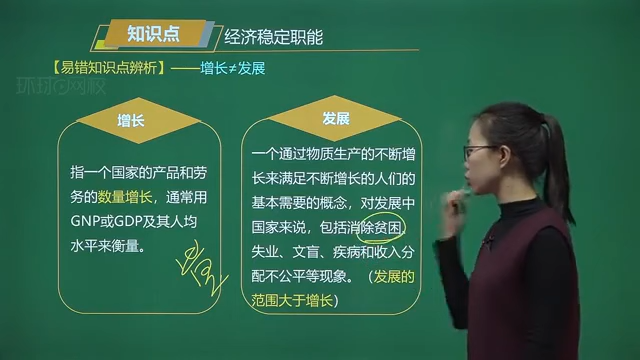 知识点
经济稳定职能
【易错知识点辨析】——增长≠发展
环球网校
增长
指一个国家的产品和劳
务的数量增长，通常用
GNP或GDP及其人均
水平来衡量。
发展
一个通过物质生产的不断增
长来满足不断增长的人们的
基本需要的概念，对发展中
国家来说，包括消除贫困、
失业、文盲、疾病和收入分
配不公平等现象。（发展的
范围大于增长）